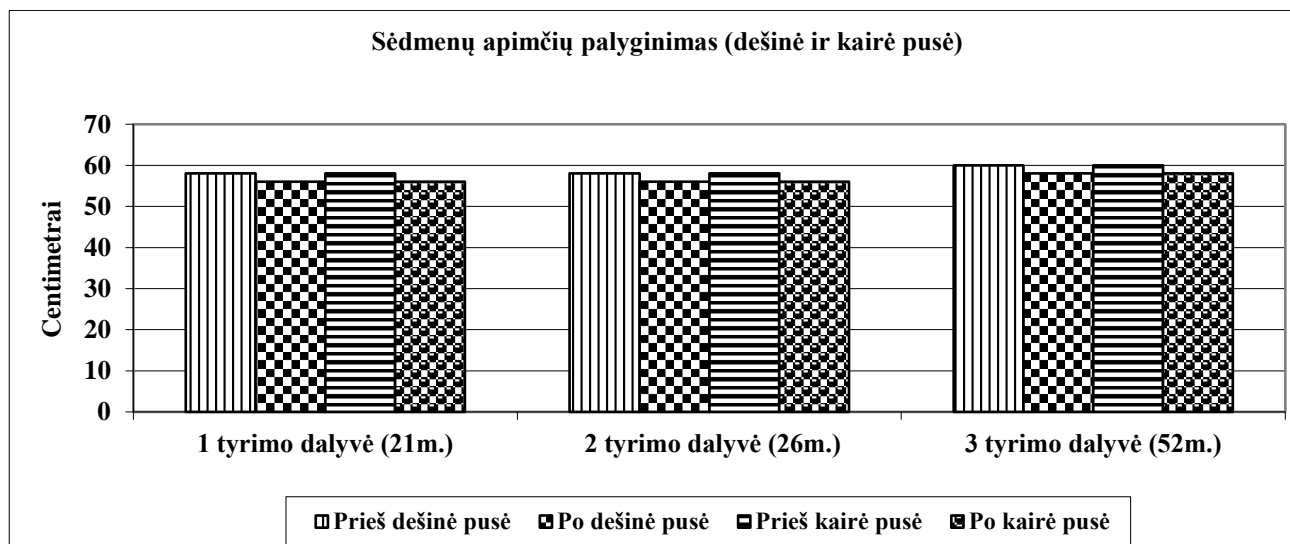 Sėdmenų apimčių palyginimas (dešinė ir kairė pusė)
Centimetrai
70
60
50
40
30
20
10
0
1 tyrimo dalyvė (21m.) 2 tyrimo dalyvė (26m.) 3 tyrimo dalyvė (52m.)
Prieš dešinė pusė Po dešinė pusė Prieš kairė pusė Po kairė pusė